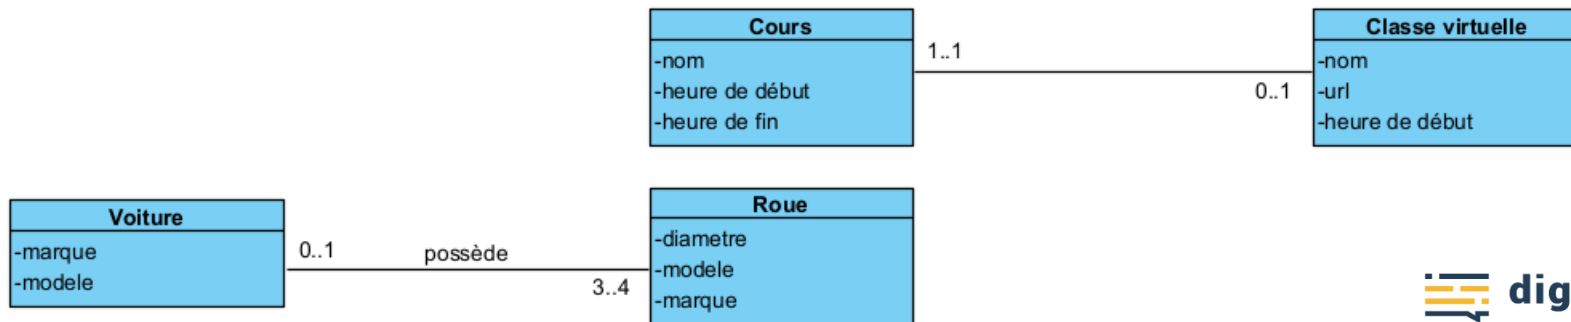 Cours
-nom
-heure de début
-heure de fin
1..1
0..1
Classe virtuelle
-nom
-url
-heure de début
Voiture
-marque
-modele
0..1
possède
3..4
Roue
-diametre
-modele
-marque
dig